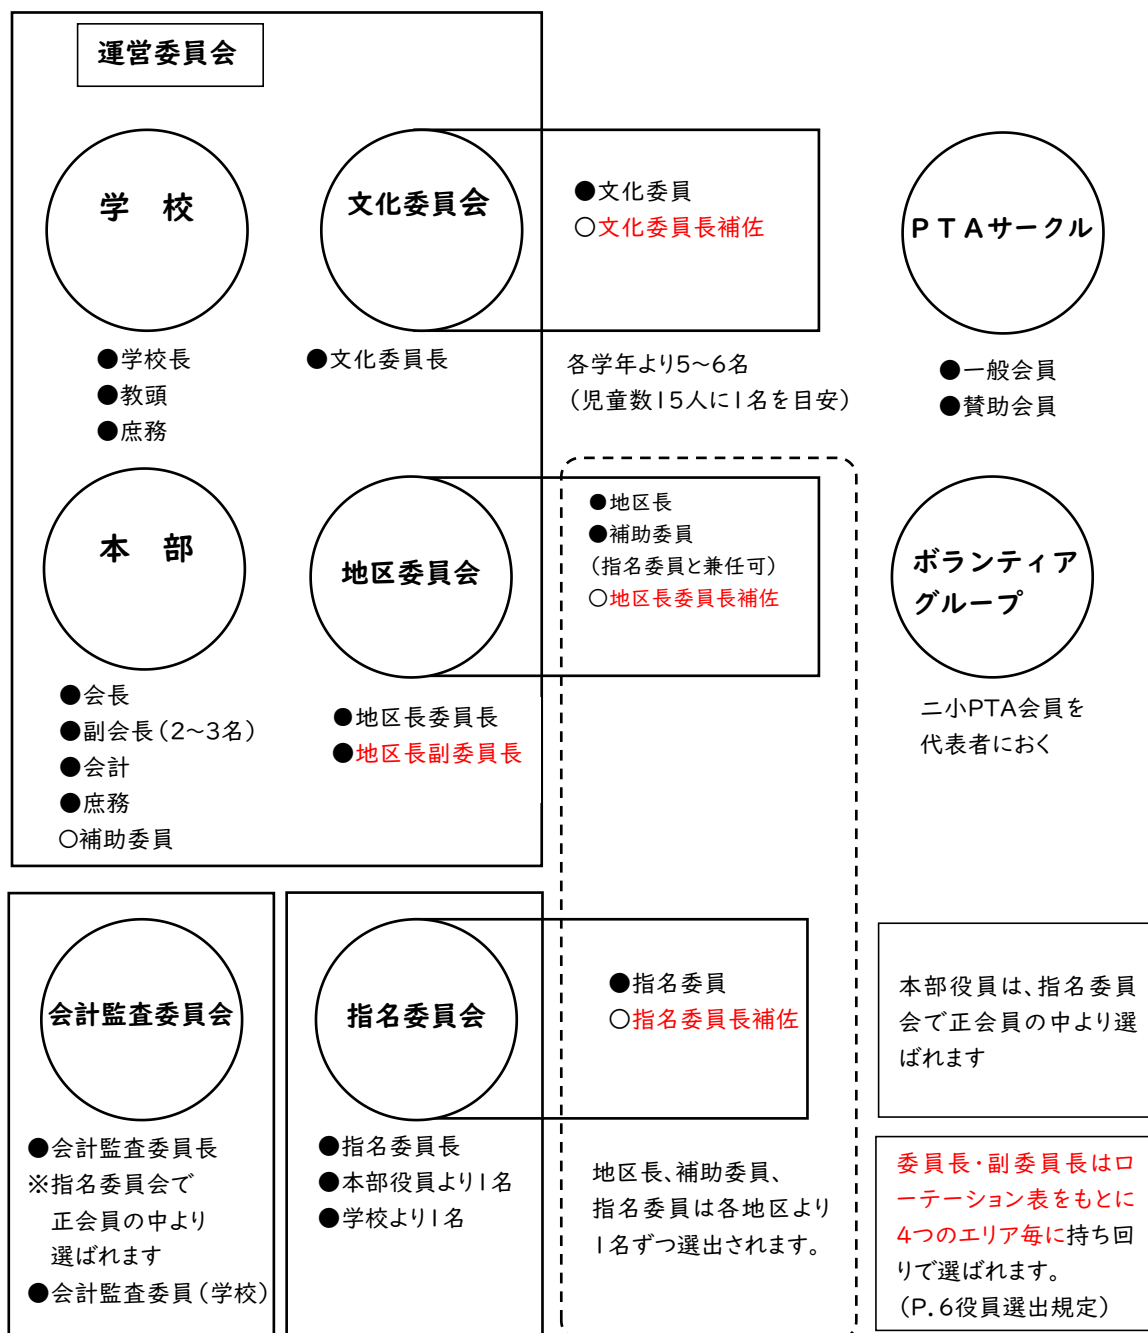 運営委員会
学　校
●学校長
●教頭
●庶務
文化委員会
●文化委員長
●文化委員
○文化委員長補佐
各学年より5～6名
（児童数15人に1名を目安）
ＰＴＡサークル
●一般会員
●賛助会員
本　部
●会長
●副会長（2～3名）
●会計
●庶務
○補助委員
地区委員会
●地区長委員長
●地区長副委員長
●地区長
●補助委員
（指名委員と兼任可）
○地区長委員長補佐
ボランティア
グループ
二小PTA会員を
代表者におく
会計監査委員会
●会計監査委員長
※指名委員会で
正会員の中より
選ばれます
●会計監査委員（学校）
指名委員会
●指名委員長
●本部役員より1名
●学校より1名
●指名委員
○指名委員長補佐
地区長、補助委員、
指名委員は各地区より
1名ずつ選出されます。
本部役員は、指名委員
会で正会員の中より選
ばれます
委員長・副委員長はロ
ーテーション表をもとに
4つのエリア毎に持ち回
りで選ばれます。
（P.6役員選出規定）